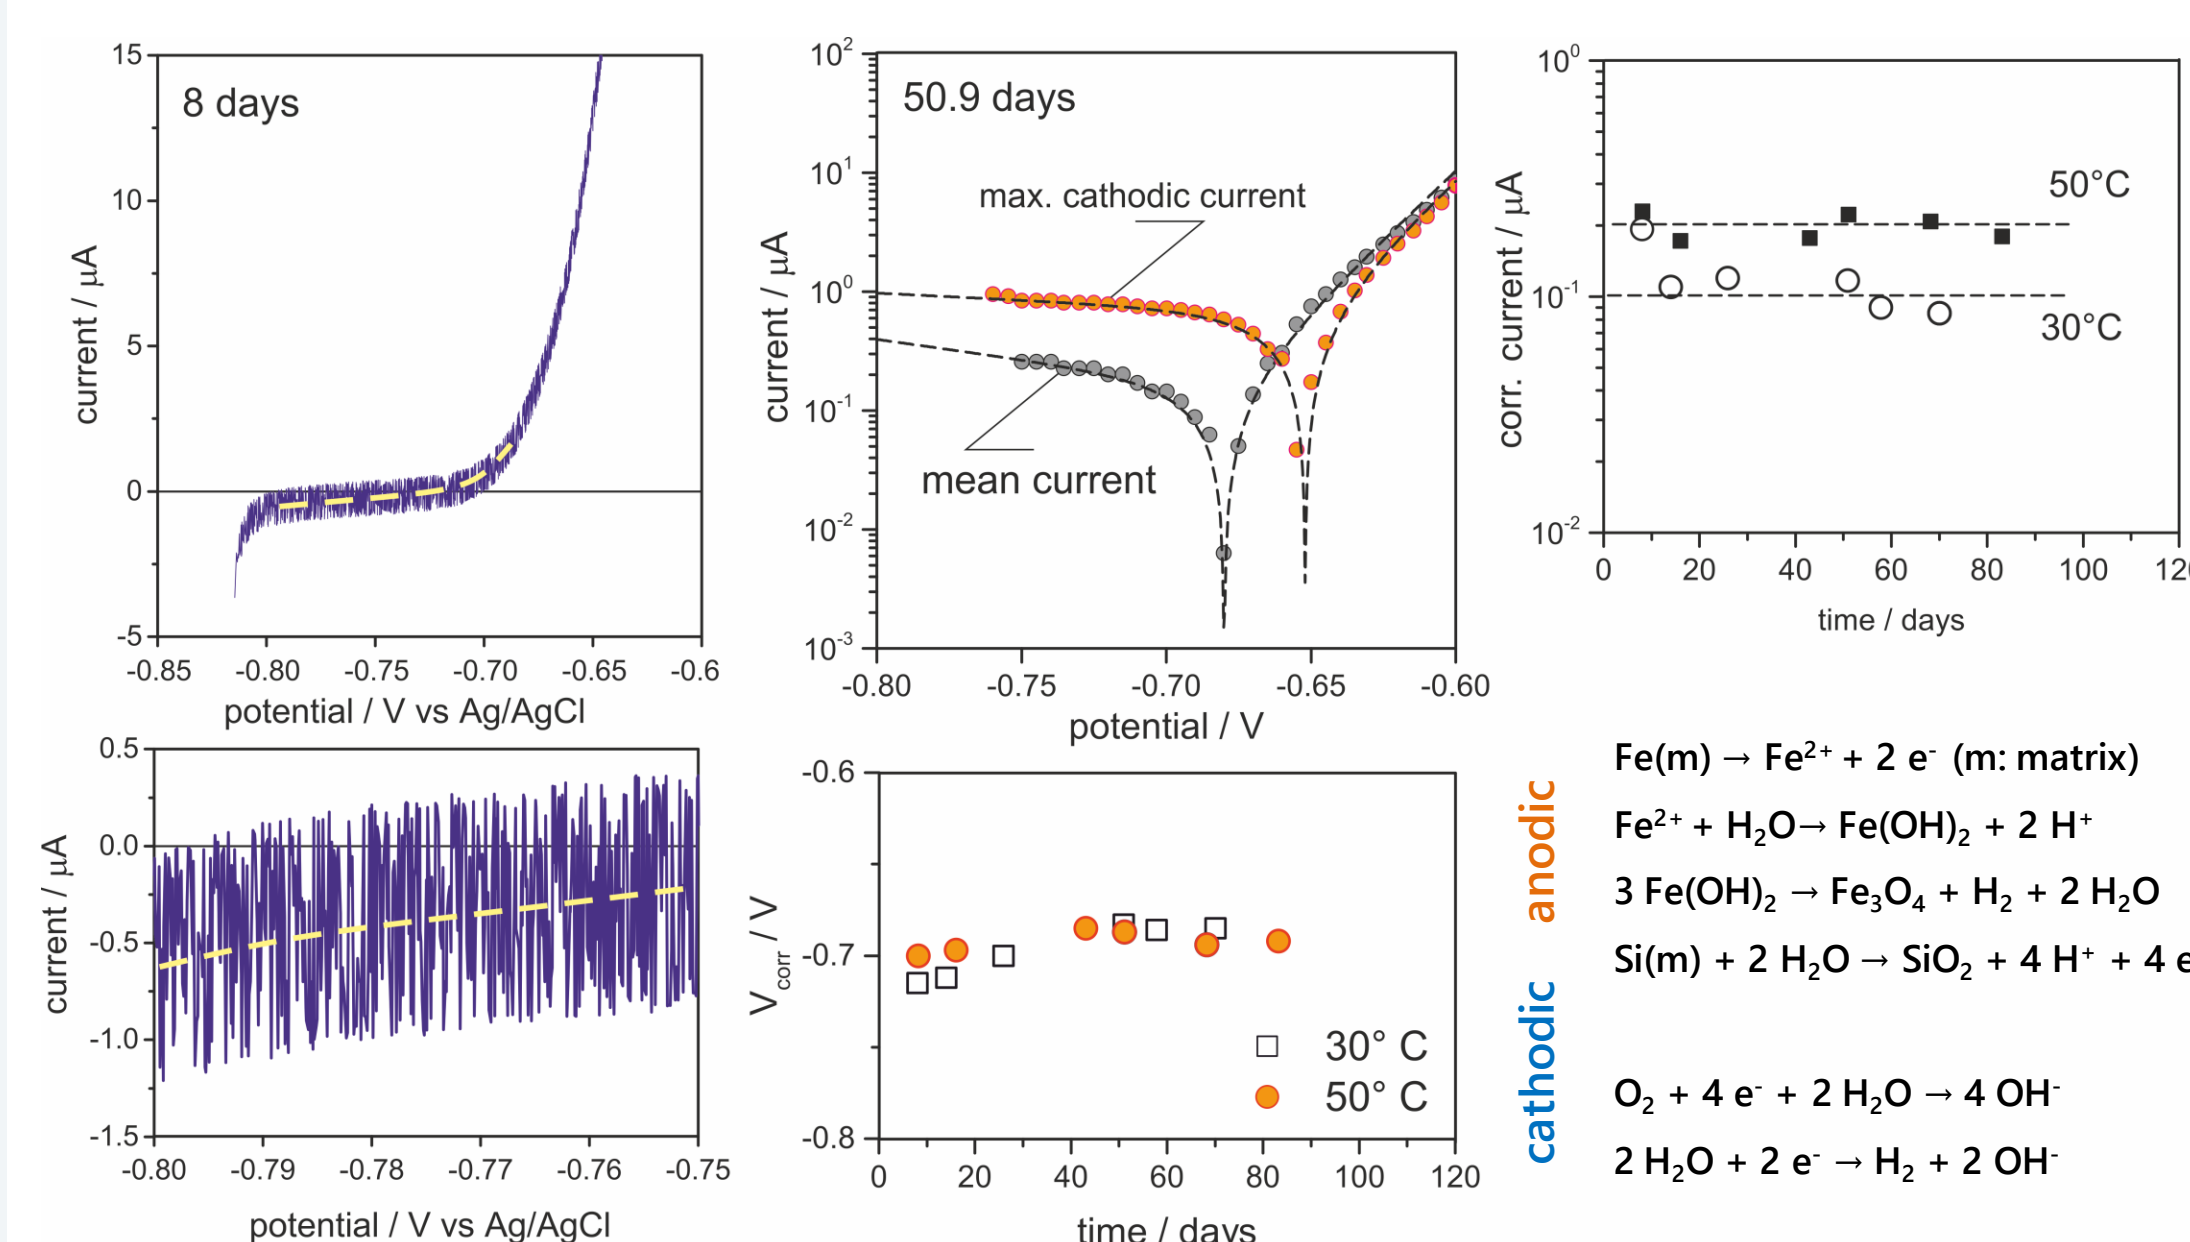 15
10
5
0
-5
8 days
current / μA
-0.85 -0.80 -0.75 -0.70 -0.65 -0.6
potential / V vs Ag/AgCl
10²
10¹
10⁰
10⁻¹
10⁻²
10⁻³
50.9 days
max. cathodic current
mean current
current / μA
-0.80 -0.75 -0.70 -0.65 -0.60
potential / V
10⁰
10⁻¹
10⁻²
50°C
30°C
corr. current / μA
0 20 40 60 80 100
time / days
0.5
0.0
-0.5
-1.0
-1.5
current / μA
-0.80 -0.79 -0.78 -0.77 -0.76 -0.75
potential / V vs Ag/AgCl
-0.6
-0.7
-0.8
V_corr / V
30° C
50° C
0 20 40 60 80 100 120
time / days
anodic
Fe(m) → Fe²⁺ + 2 e⁻ (m: matrix)
Fe²⁺ + H₂O→ Fe(OH)₂ + 2 H⁺
3 Fe(OH)₂ → Fe₃O₄ + H₂ + 2 H₂O
Si(m) + 2 H₂O → SiO₂ + 4 H⁺ + 4 e
cathodic
O₂ + 4 e⁻ + 2 H₂O → 4 OH⁻
2 H₂O + 2 e⁻ → H₂ + 2 OH⁻